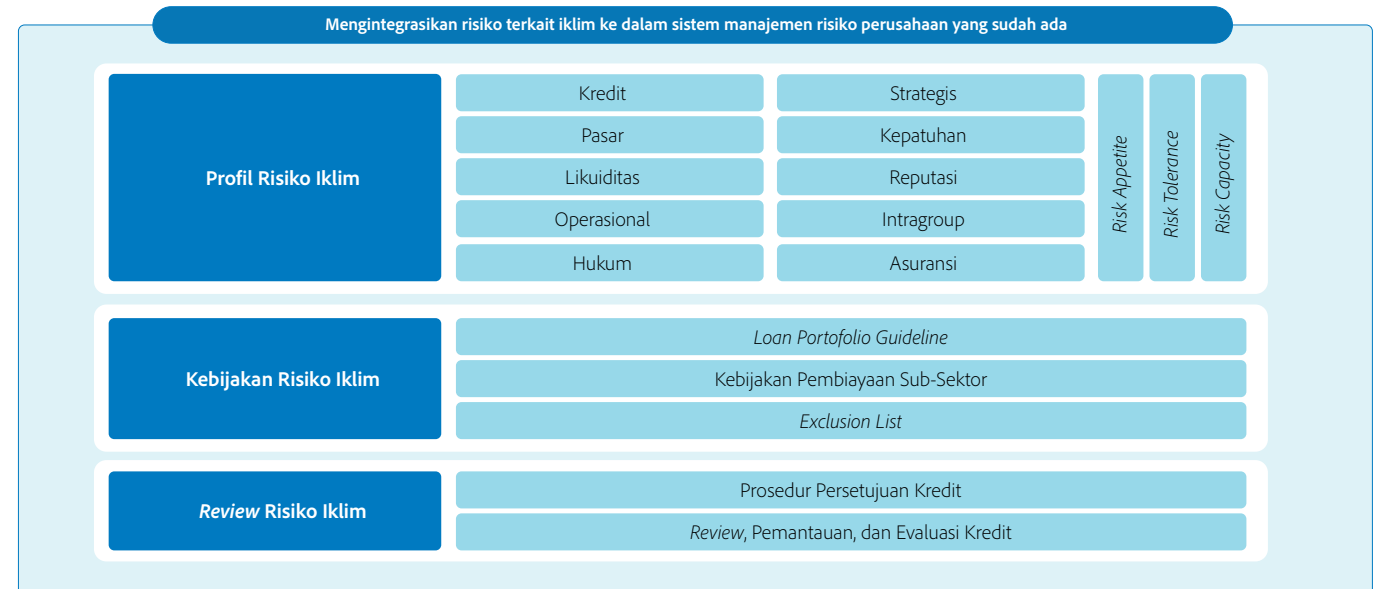 Mengintegrasikan risiko terkait iklim ke dalam sistem manajemen risiko perusahaan yang sudah ada
Profil Risiko Iklim
Kredit
Pasar
Likuiditas
Operasional
Hukum
Strategis
Kepatuhan
Reputasi
Intragroup
Asuransi
Risk Appetite
Risk Tolerance
Risk Capacity
Kebijakan Risiko Iklim
Loan Portofolio Guideline
Kebijakan Pembiayaan Sub-Sektor
Exclusion List
Review Risiko Iklim
Prosedur Persetujuan Kredit
Review, Pemantauan, dan Evaluasi Kredit